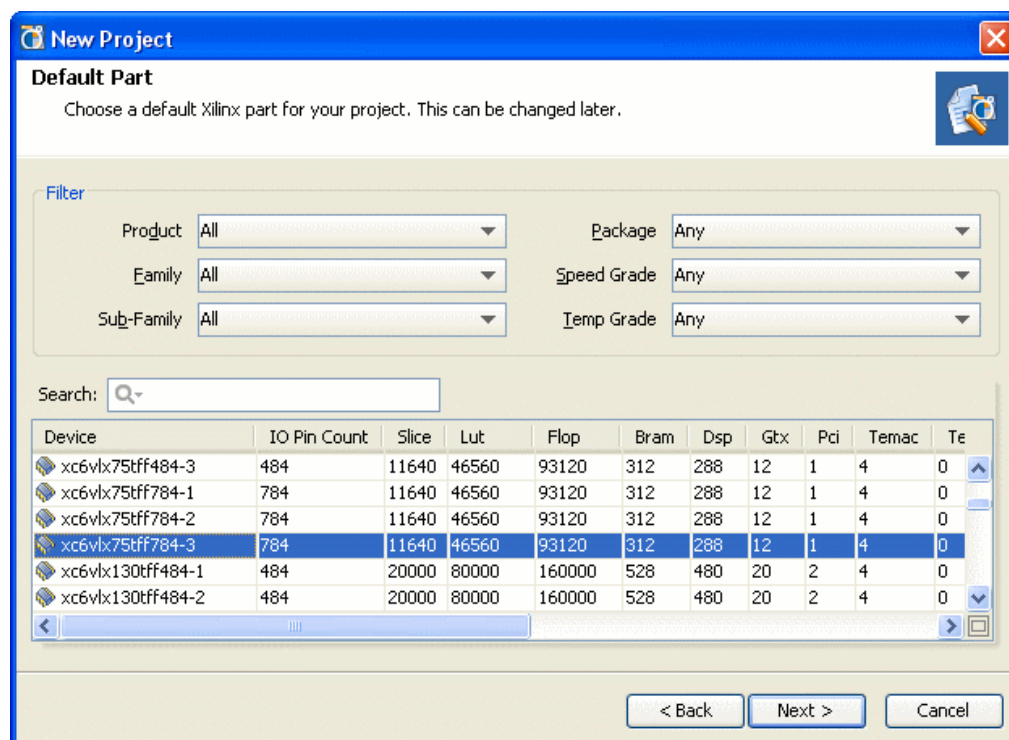 New Project
Default Part
Choose a default Xilinx part for your project. This can be changed later.
Filter
Product All Package Any
Family All Speed Grade Any
Sub-Family All Temp Grade Any
Search:
Device IO Pin Count Slice Lut Flop Bram Dsp Gtx Pci Temac Te
xc6vlx75tff484-3 484 11640 46560 93120 312 288 12 1 4 0
xc6vlx75tff784-1 784 11640 46560 93120 312 288 12 1 4 0
xc6vlx75tff784-2 784 11640 46560 93120 312 288 12 1 4 0
xc6vlx75tff784-3 784 11640 46560 93120 312 288 12 1 4 0
xc6vlx130tff484-1 484 20000 80000 160000 528 480 20 2 4 0
xc6vlx130tff484-2 484 20000 80000 160000 528 480 20 2 4 0
< Back Next > Cancel